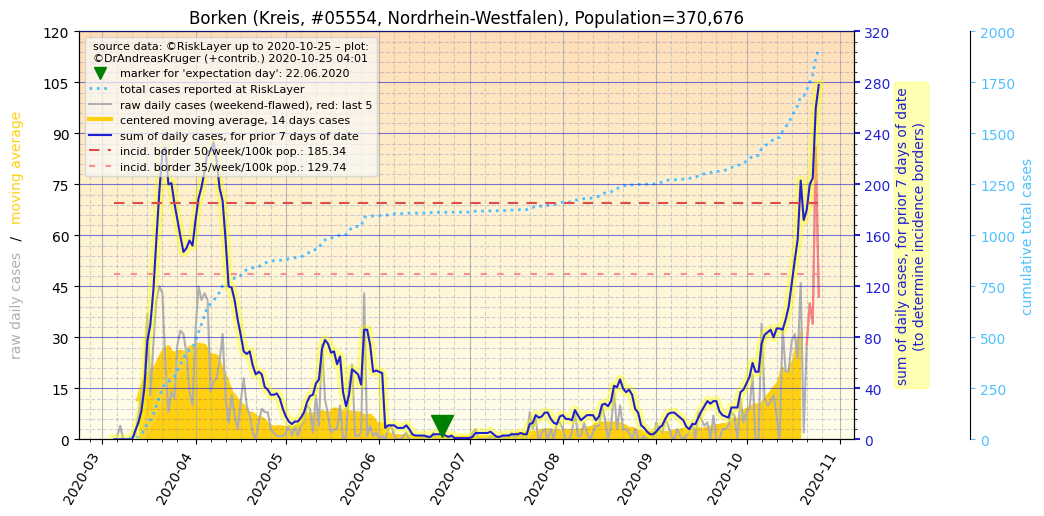 Borken (Kreis, #05554, Nordrhein-Westfalen), Population=370,676
source data: ©RiskLayer up to 2020-10-25 – plot:
©DrAndreasKruger (+contrib.) 2020-10-25 04:01
marker for 'expectation day': 22.06.2020
total cases reported at RiskLayer
raw daily cases (weekend-flawed), red: last 5
centered moving average, 14 days cases
sum of daily cases, for prior 7 days of date
incid. border 50/week/100k pop.: 185.34
incid. border 35/week/100k pop.: 129.74
raw daily cases / moving average
120
105
90
75
60
45
30
15
0
320
280
240
200
160
120
80
40
0
sum of daily cases, for prior 7 days of date
(to determine incidence borders)
2000
1750
1500
1250
1000
750
500
250
0
cumulative total cases
2020-03
2020-04
2020-05
2020-06
2020-07
2020-08
2020-09
2020-10
2020-11